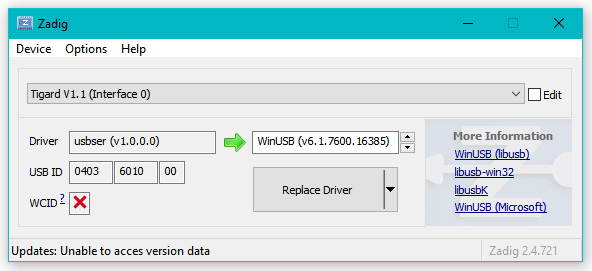 Zadig
Device Options Help
Tigard V1.1 (Interface 0)
Edit
Driver usbser (v1.0.0.0) WinUSB (v6.1.7600.16385)
USB ID 0403 6010 00
WCID ?
Replace Driver
More Information
WinUSB (libusb)
libusb-win32
libusbK
WinUSB (Microsoft)
Updates: Unable to acces version data
Zadig 2.4.721